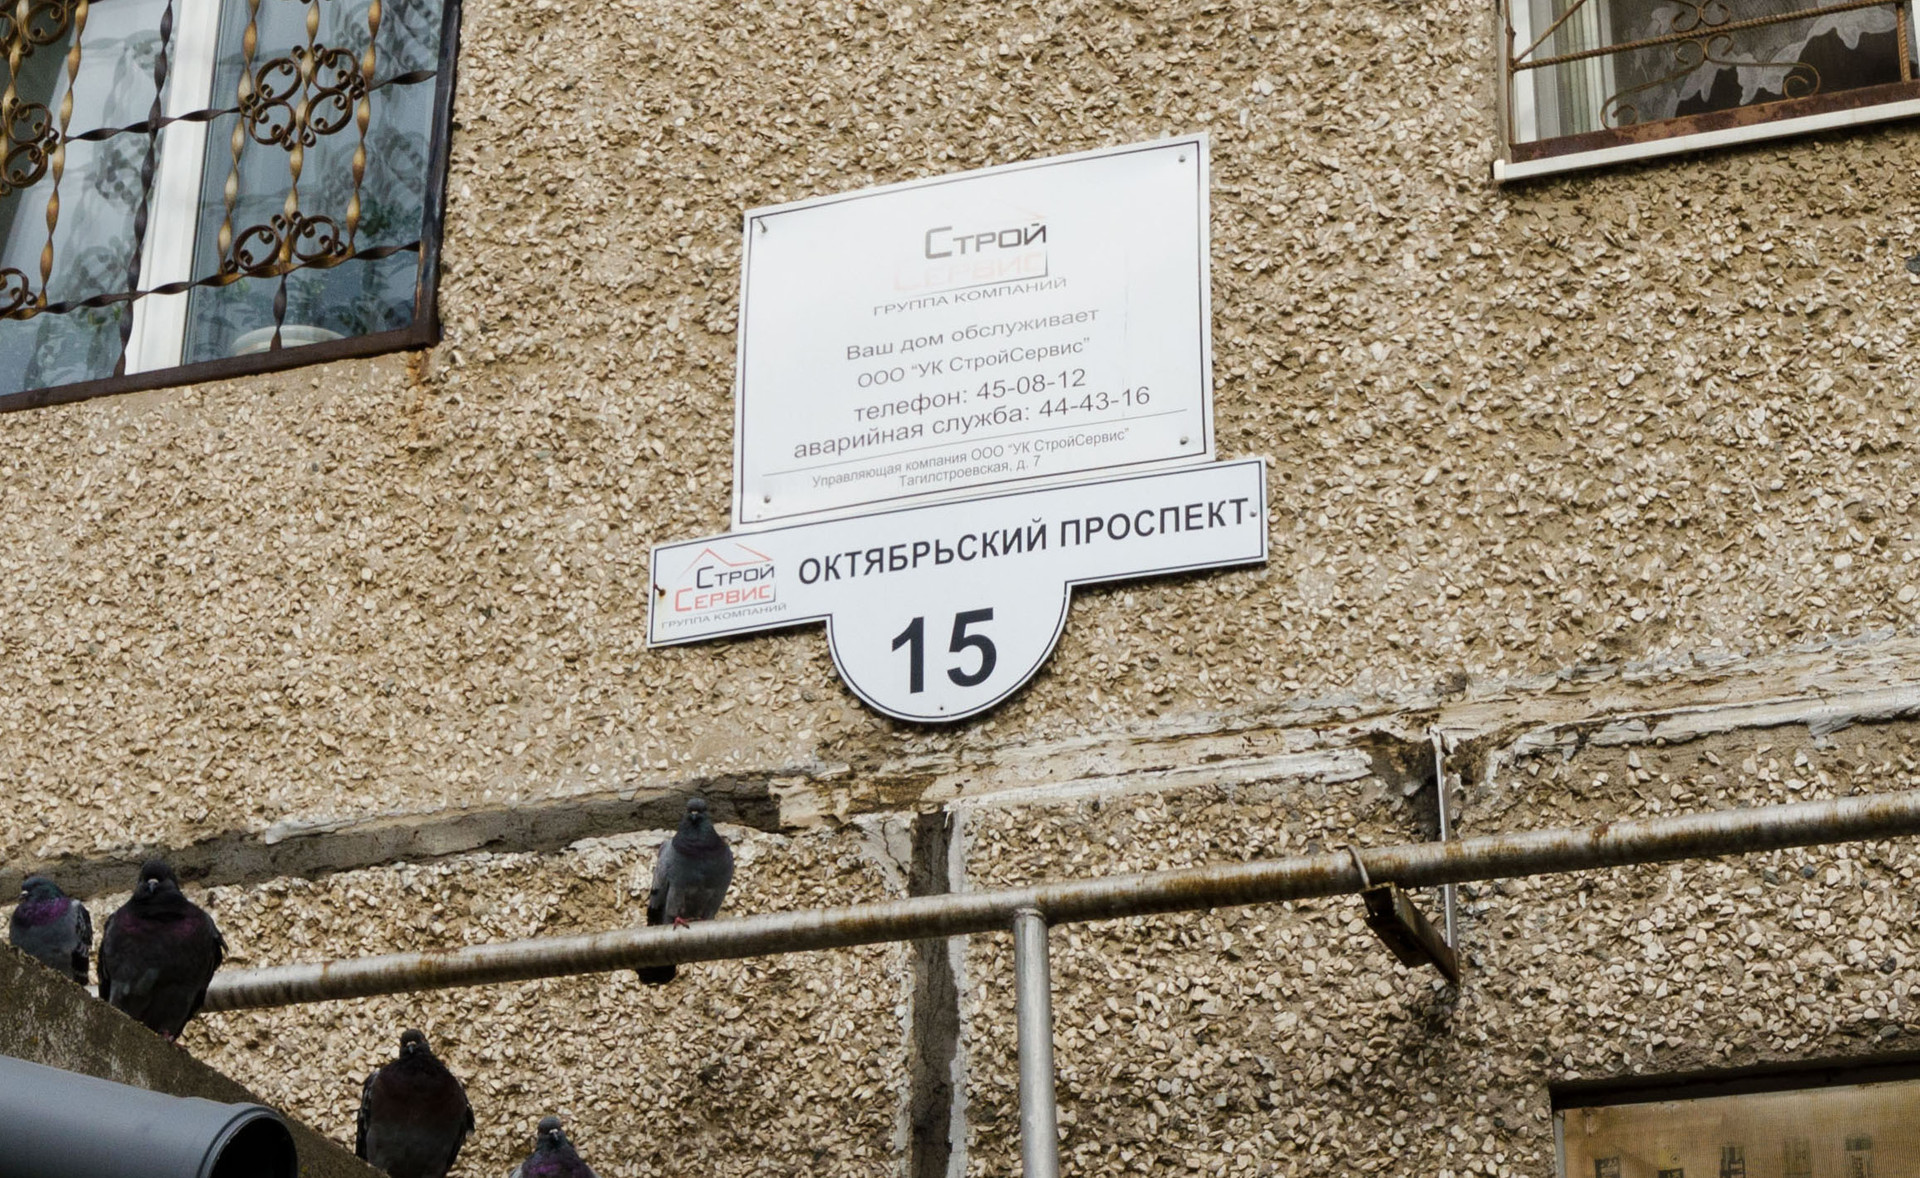 СТРОЙ
СЕРВИС
ГРУППА КОМПАНИЙ
Ваш дом обслуживает
ООО "УК СтройСервис"
телефон: 45-08-12
аварийная служба: 44-43-16
Управляющая компания ООО "УК СтройСервис"
Тагилстроевская, д. 7
СТРОЙ
СЕРВИС
ГРУППА КОМПАНИЙ
ОКТЯБРЬСКИЙ ПРОСПЕКТ
15